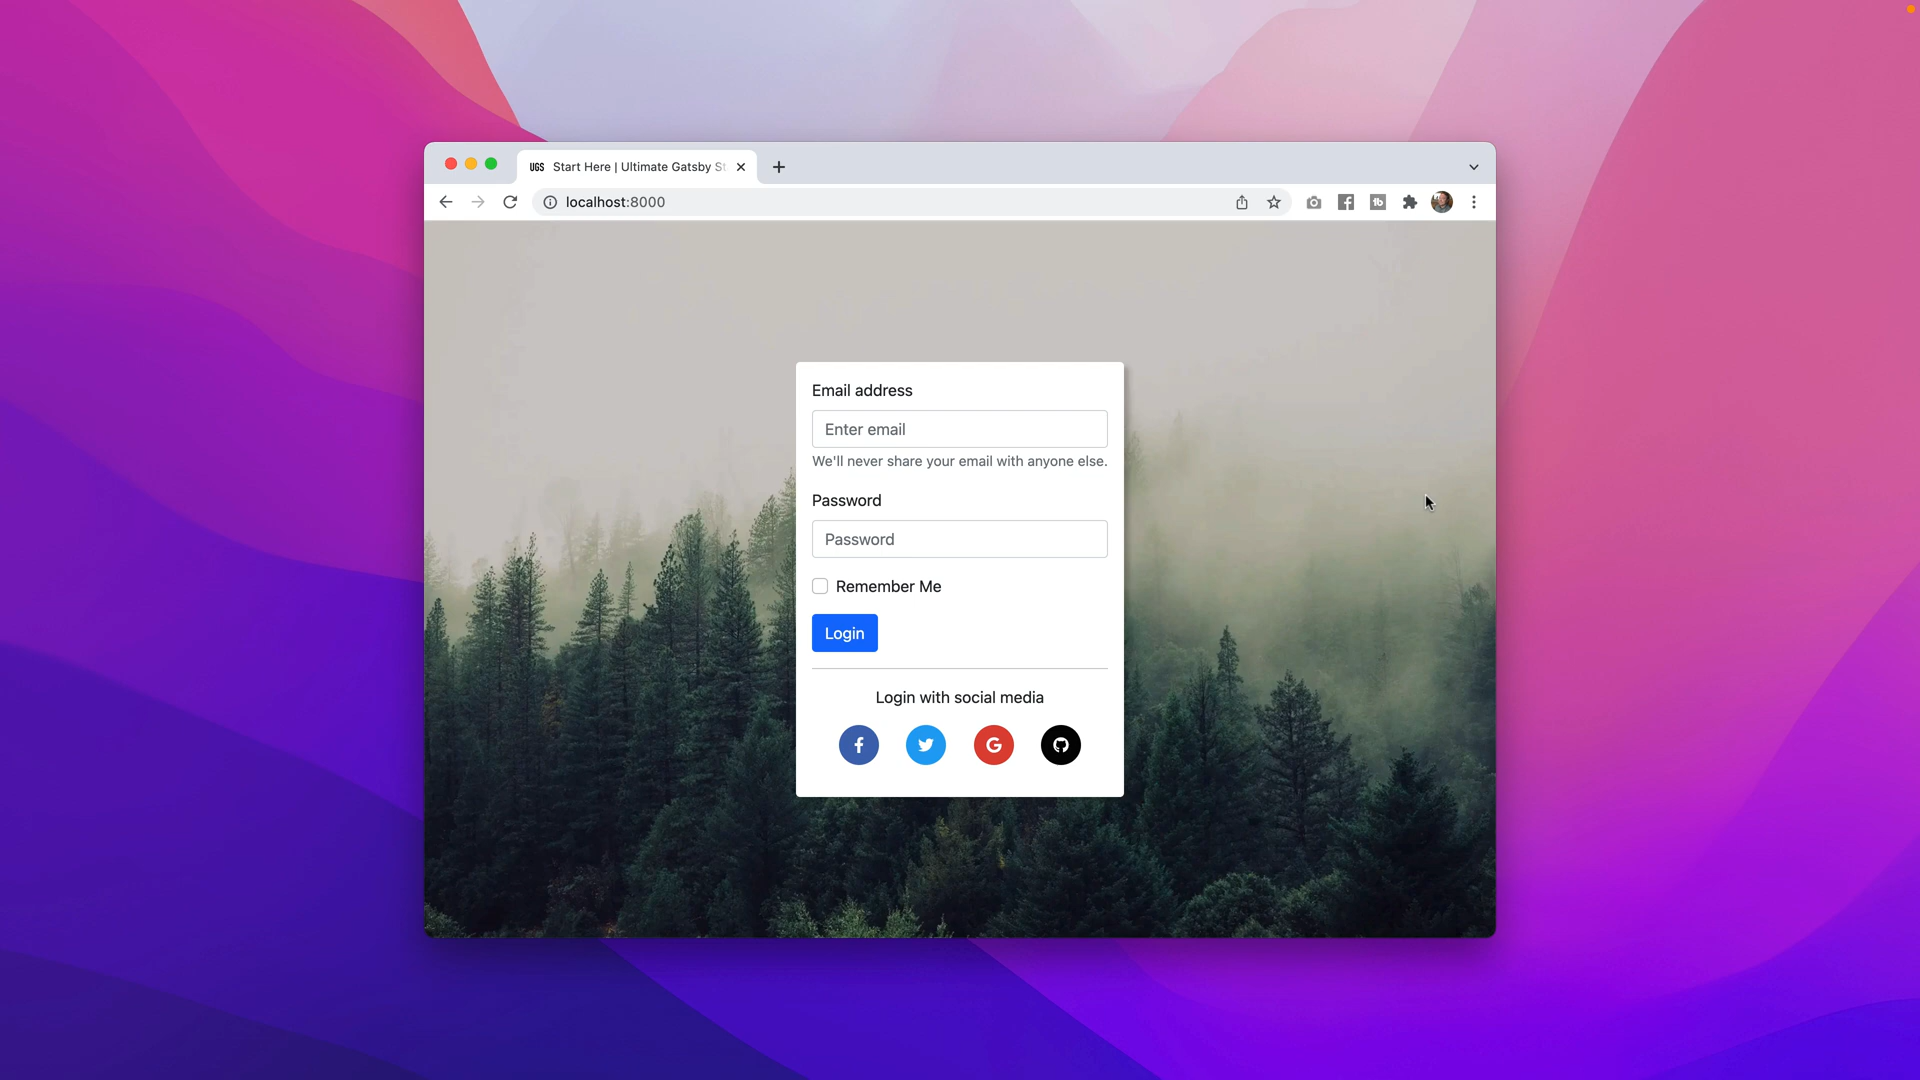 UGS Start Here | Ultimate Gatsby St
localhost:8000
Email address
Enter email
We'll never share your email with anyone else.
Password
Password
Remember Me
Login
Login with social media